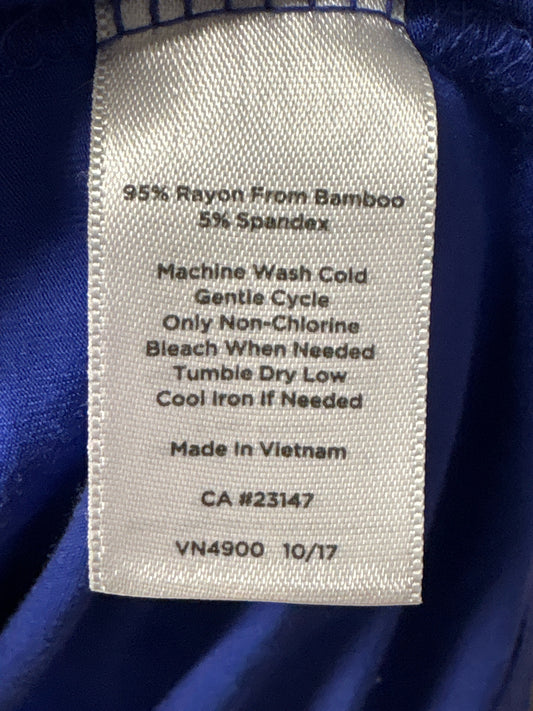 95% Rayon From Bamboo
5% Spandex
Machine Wash Cold
Gentle Cycle
Only Non-Chlorine
Bleach When Needed
Tumble Dry Low
Cool Iron If Needed
Made In Vietnam
CA #23147
VN4900 10/17